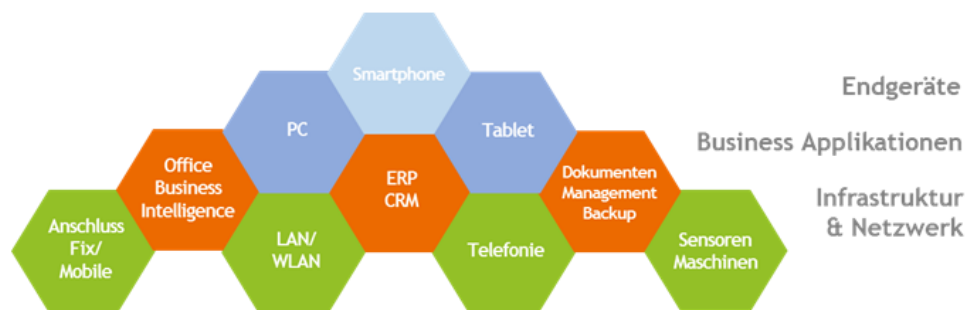 Smartphone
PC
Tablet
Office
Business
Intelligence
ERP
CRM
Dokumenten
Management
Backup
Anschluss
Fix/
Mobile
LAN/
WLAN
Telefonie
Sensoren
Maschinen
Endgeräte
Business Applikationen
Infrastruktur
& Netzwerk